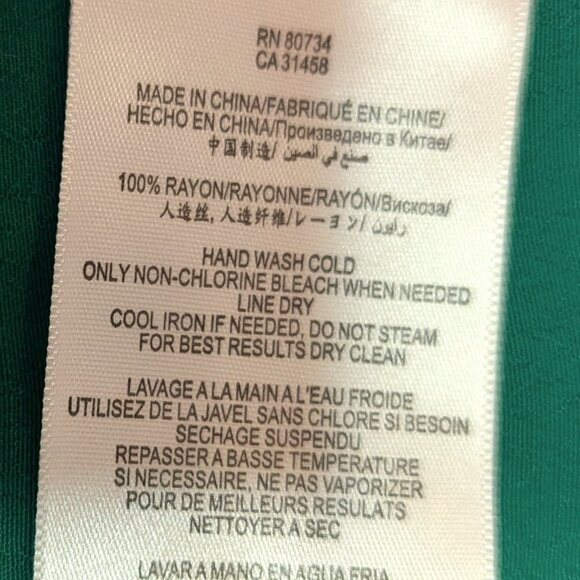 RN 80734
CA 31458
MADE IN CHINA/FABRIQUÉ EN CHINE/
HECHO EN CHINA/Произведено в Китае/
中国制造/ صنع في الصين
100% RAYON/RAYONNE/RAYÓN/Вискоза/
人造丝, 人造纤维/レーヨン/ رايون
HAND WASH COLD
ONLY NON-CHLORINE BLEACH WHEN NEEDED
LINE DRY
COOL IRON IF NEEDED, DO NOT STEAM
FOR BEST RESULTS DRY CLEAN
LAVAGE A LA MAIN A L'EAU FROIDE
UTILISEZ DE LA JAVEL SANS CHLORE SI BESOIN
SECHAGE SUSPENDU
REPASSER A BASSE TEMPERATURE
SI NECESSAIRE, NE PAS VAPORIZER
POUR DE MEILLEURS RESULATS
NETTOYER A SEC
LAVAR A MANO EN AGUA FRIA